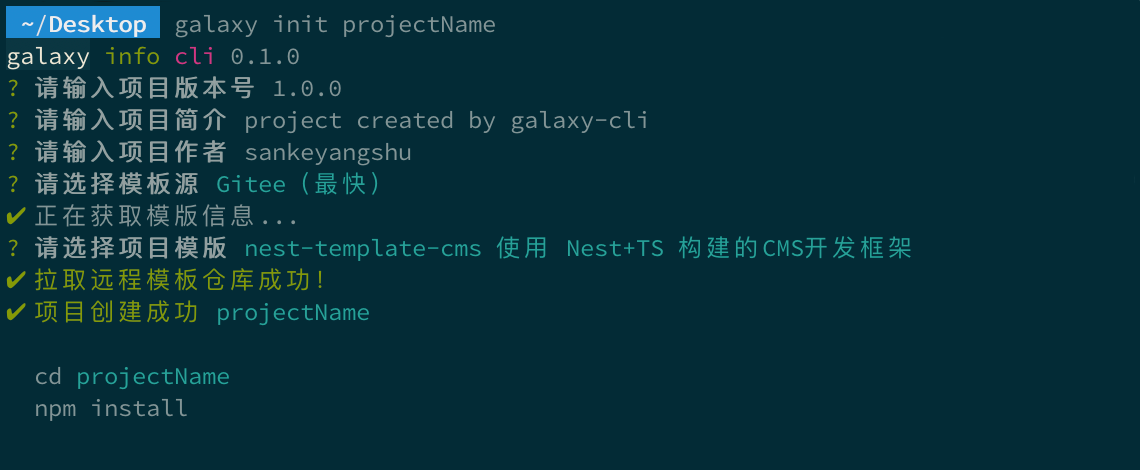 ~/Desktop galaxy init projectName
galaxy info cli 0.1.0
? 请输入项目版本号 1.0.0
? 请输入项目简介 project created by galaxy-cli
? 请输入项目作者 sankeyangshu
? 请选择模板源 Gitee（最快）
✔ 正在获取模版信息...
? 请选择项目模版 nest-template-cms 使用 Nest+TS 构建的CMS开发框架
✔ 拉取远程模板仓库成功!
✔ 项目创建成功 projectName
cd projectName
npm install